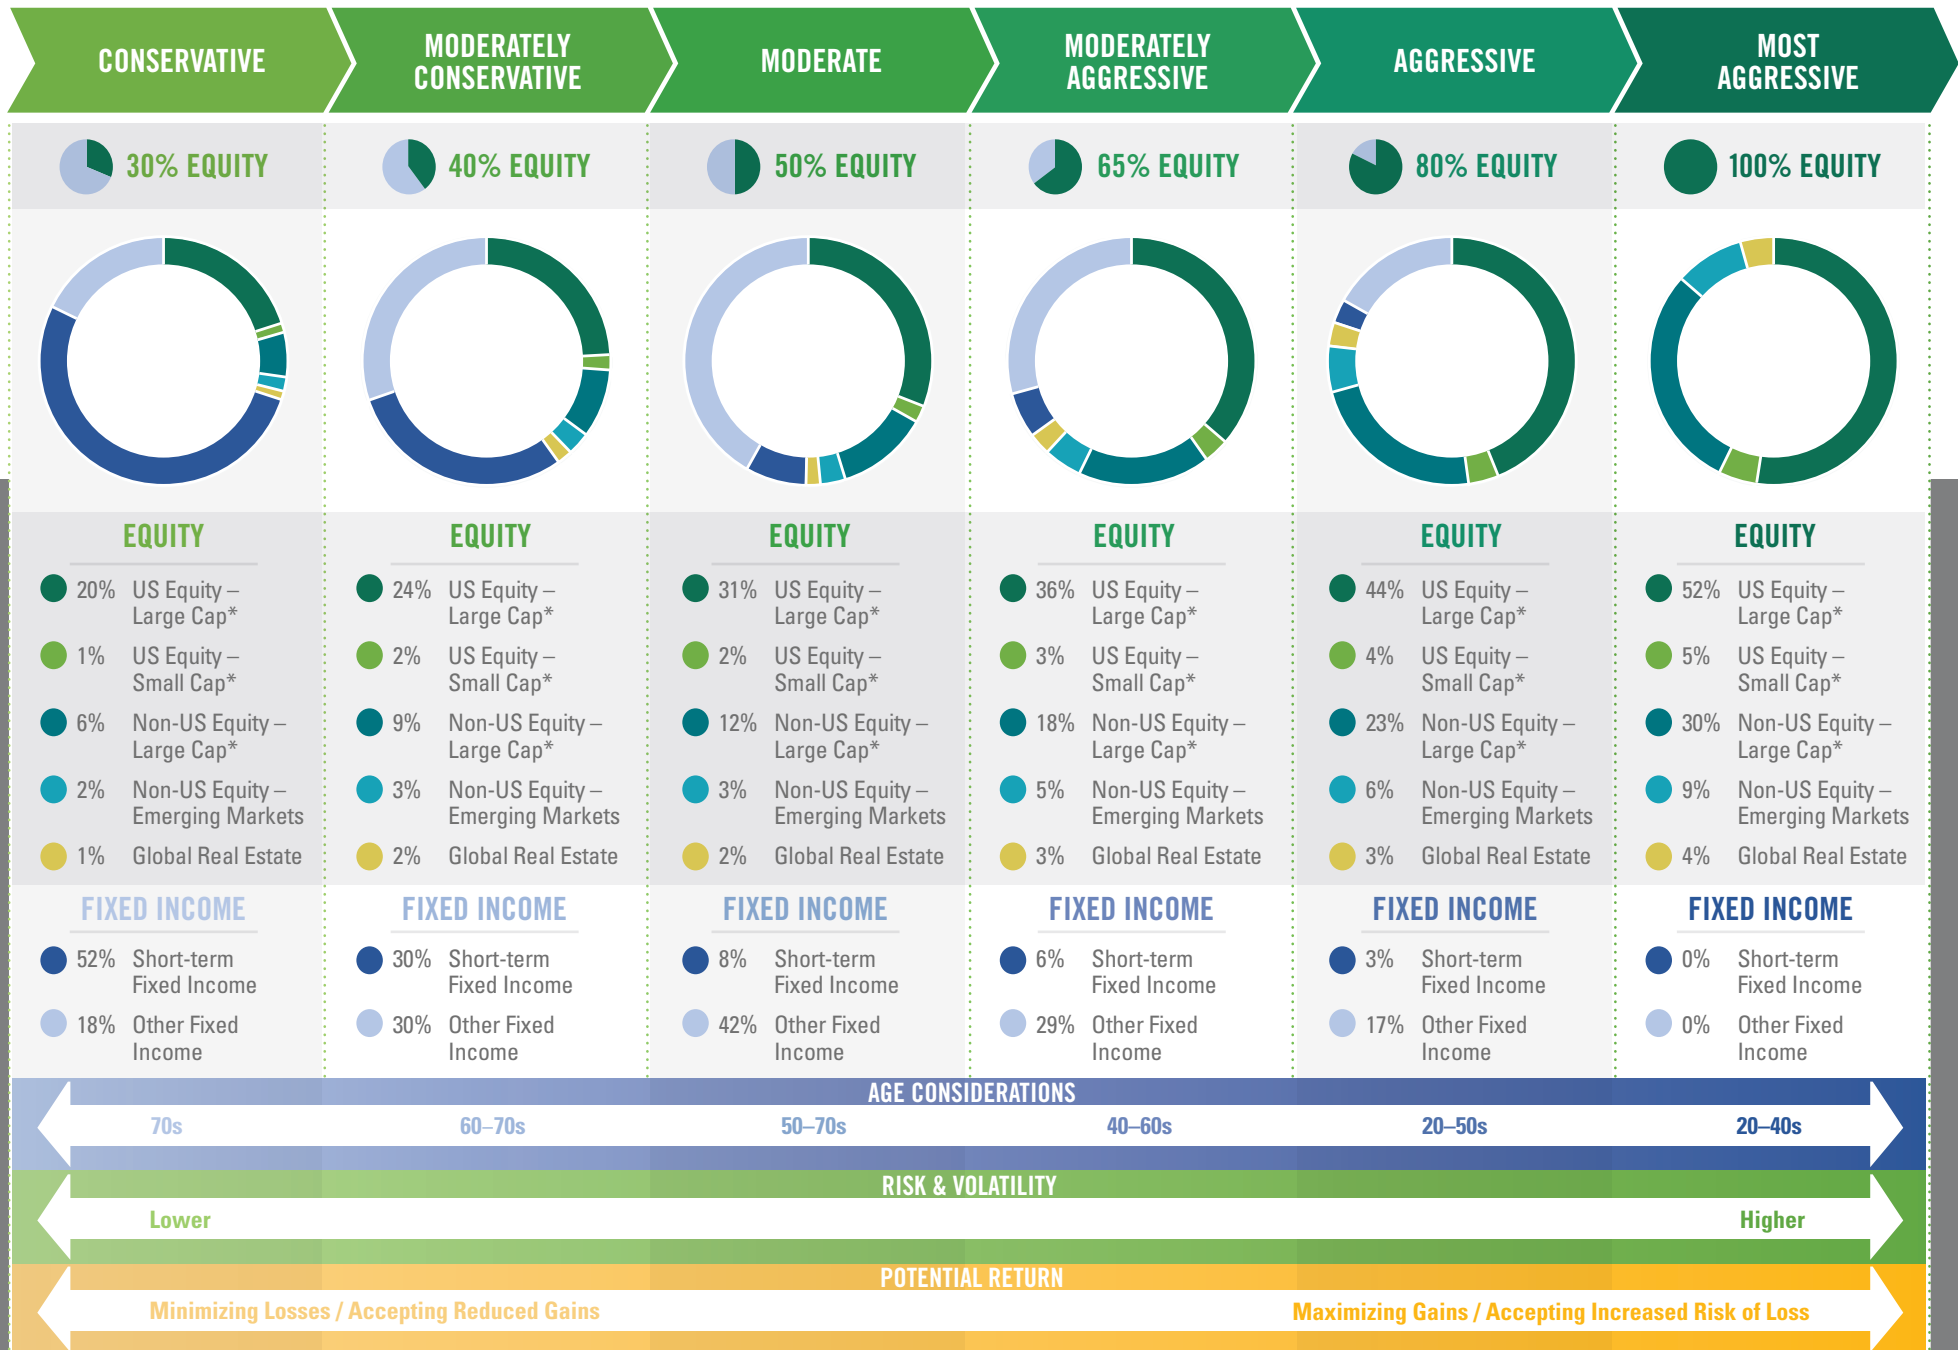 CONSERVATIVE
MODERATELY
CONSERVATIVE
MODERATE
MODERATELY
AGGRESSIVE
AGGRESSIVE
MOST
AGGRESSIVE
30% EQUITY
40% EQUITY
50% EQUITY
65% EQUITY
80% EQUITY
100% EQUITY
EQUITY
20% US Equity –
Large Cap*
1% US Equity –
Small Cap*
6% Non-US Equity –
Large Cap*
2% Non-US Equity –
Emerging Markets
1% Global Real Estate
FIXED INCOME
52% Short-term
Fixed Income
18% Other Fixed
Income
EQUITY
24% US Equity –
Large Cap*
2% US Equity –
Small Cap*
9% Non-US Equity –
Large Cap*
3% Non-US Equity –
Emerging Markets
2% Global Real Estate
FIXED INCOME
30% Short-term
Fixed Income
30% Other Fixed
Income
EQUITY
31% US Equity –
Large Cap*
2% US Equity –
Small Cap*
12% Non-US Equity –
Large Cap*
3% Non-US Equity –
Emerging Markets
2% Global Real Estate
FIXED INCOME
8% Short-term
Fixed Income
42% Other Fixed
Income
EQUITY
36% US Equity –
Large Cap*
3% US Equity –
Small Cap*
18% Non-US Equity –
Large Cap*
5% Non-US Equity –
Emerging Markets
3% Global Real Estate
FIXED INCOME
6% Short-term
Fixed Income
29% Other Fixed
Income
EQUITY
44% US Equity –
Large Cap*
4% US Equity –
Small Cap*
23% Non-US Equity –
Large Cap*
6% Non-US Equity –
Emerging Markets
3% Global Real Estate
FIXED INCOME
3% Short-term
Fixed Income
17% Other Fixed
Income
EQUITY
52% US Equity –
Large Cap*
5% US Equity –
Small Cap*
30% Non-US Equity –
Large Cap*
9% Non-US Equity –
Emerging Markets
4% Global Real Estate
FIXED INCOME
0% Short-term
Fixed Income
0% Other Fixed
Income
AGE CONSIDERATIONS
70s 60–70s 50–70s 40–60s 20–50s 20–40s
RISK & VOLATILITY
Lower Higher
POTENTIAL RETURN
Minimizing Losses / Accepting Reduced Gains Maximizing Gains / Accepting Increased Risk of Loss